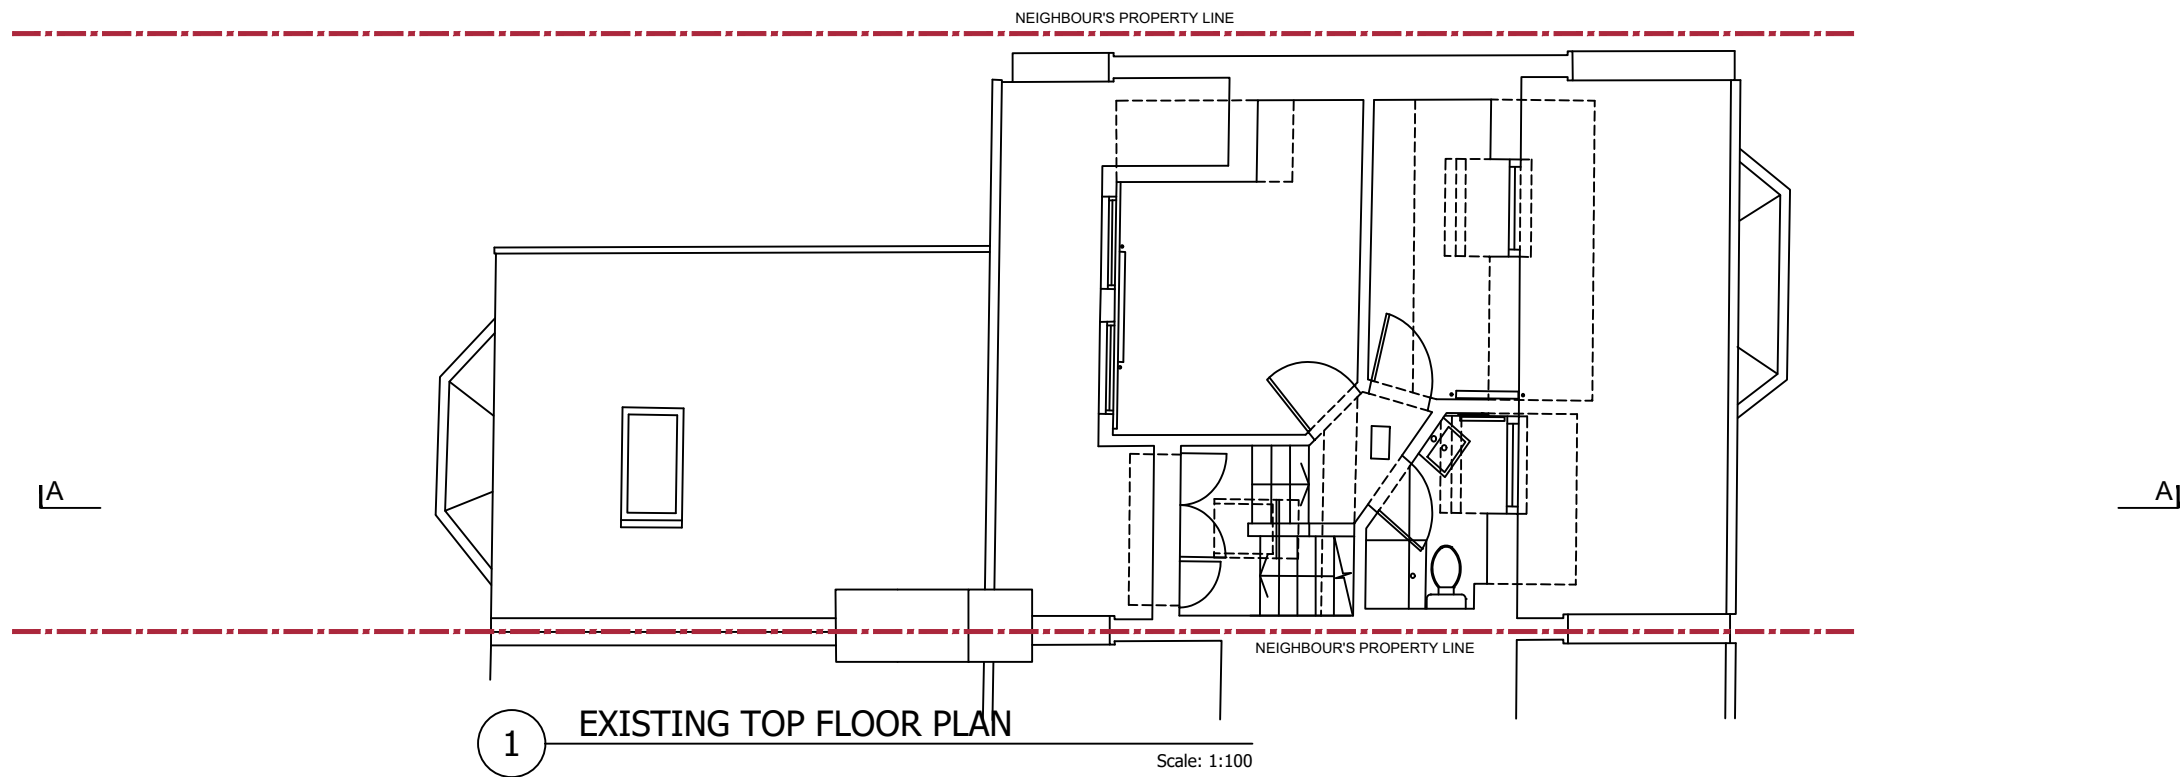 NEIGHBOUR'S PROPERTY LINE
A
A
NEIGHBOUR'S PROPERTY LINE
1
EXISTING TOP FLOOR PLAN
Scale: 1:100